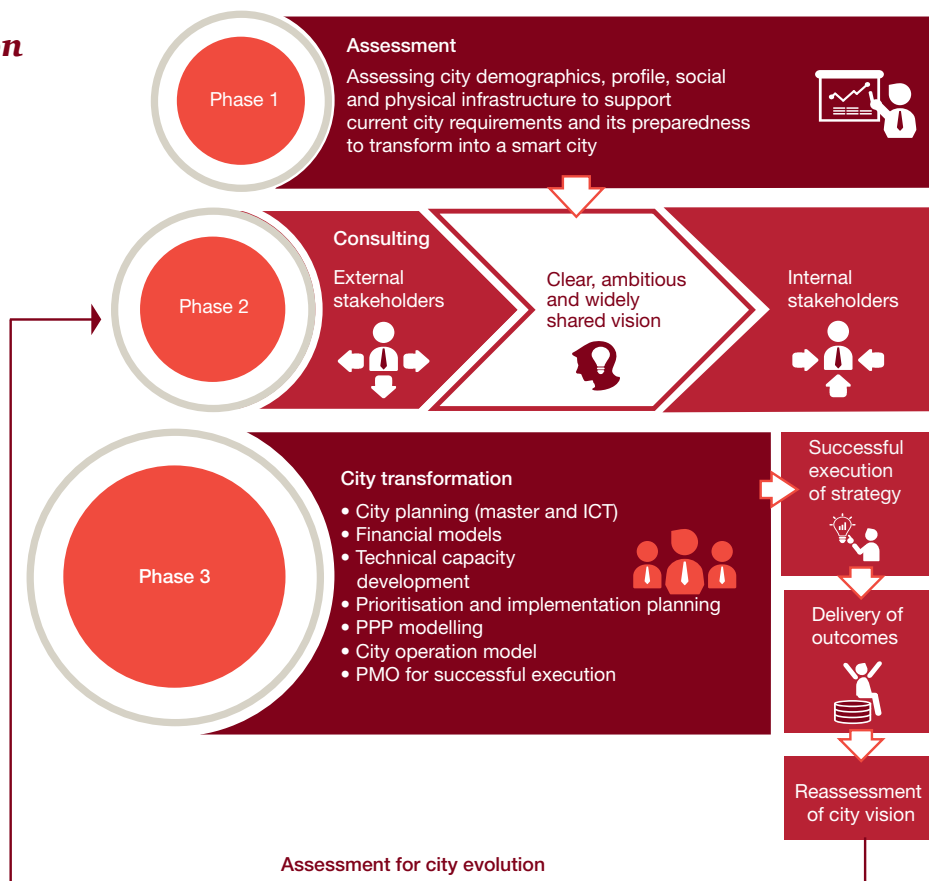 on
Phase 1
Assessment
Assessing city demographics, profile, social
and physical infrastructure to support
current city requirements and its preparedness
to transform into a smart city
Phase 2
Consulting
External
stakeholders
Clear, ambitious
and widely
shared vision
Internal
stakeholders
Phase 3
City transformation
• City planning (master and ICT)
• Financial models
• Technical capacity
development
• Prioritisation and implementation planning
• PPP modelling
• City operation model
• PMO for successful execution
Successful
execution
of strategy
Delivery of
outcomes
Reassessment
of city vision
Assessment for city evolution